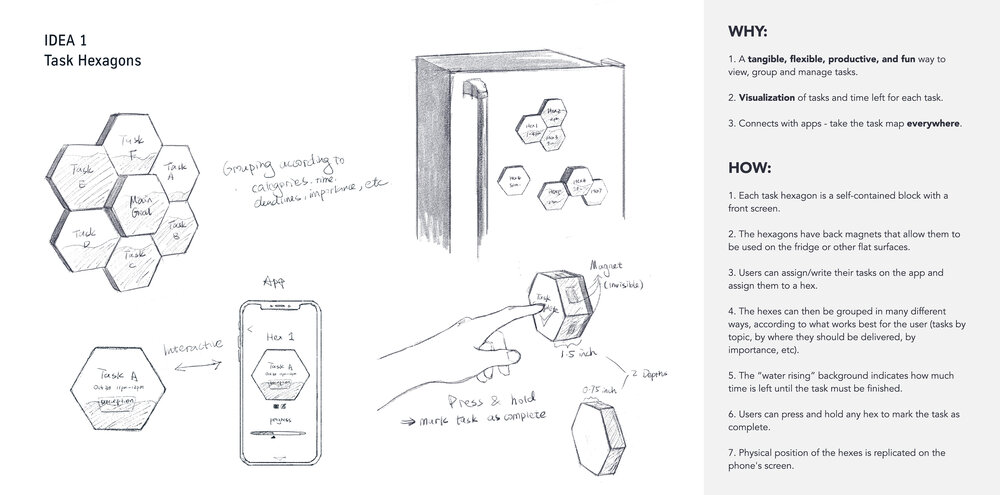 IDEA 1
Task Hexagons
Task
F
Task
E
Task
A
Main
Goal
Task
D
Task
B
Task
C
Grouping according to
categories, time,
deadlines, importance, etc
Hex 1
Hex2
Task A
Oct 28 11pm-12pm
Interactive
App
Hex 1
Task A
progress
Task
Magnet
(Invisible)
1.5 inch
2 Depths
0.75 inch
Press & hold
⇒ mark task as complete
WHY:
1. A tangible, flexible, productive, and fun way to
view, group and manage tasks.
2. Visualization of tasks and time left for each task.
3. Connects with apps - take the task map everywhere.
HOW:
1. Each task hexagon is a self-contained block with a
front screen.
2. The hexagons have back magnets that allow them to
be used on the fridge or other flat surfaces.
3. Users can assign/write their tasks on the app and
assign them to a hex.
4. The hexes can then be grouped in many different
ways, according to what works best for the user (tasks by
topic, by where they should be delivered, by
importance, etc).
5. The “water rising” background indicates how much
time is left until the task must be finished.
6. Users can press and hold any hex to mark the task as
complete.
7. Physical position of the hexes is replicated on the
phone's screen.